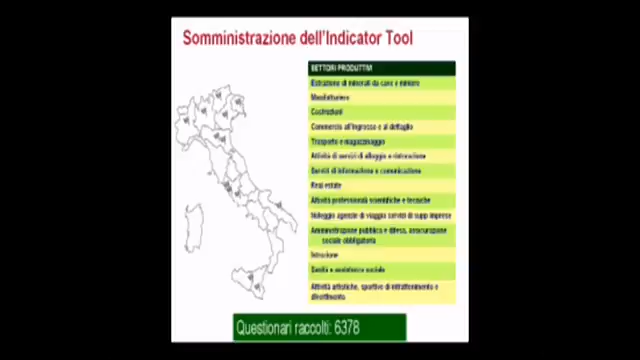 Somministrazione dell'Indicator Tool
SETTORI PRODUTTIVI
Estrazione di minerali da cave e miniere
Manifatturiero
Costruzioni
Commercio all'ingrosso e al dettaglio
Trasporto e magazzinaggio
Attività di servizi di alloggio e ristorazione
Servizi di informazione e comunicazione
Real estate
Attività professionali scientifiche e tecniche
Noleggio agenzie di viaggio servizi di supp imprese
Amministrazione pubblica e difesa, assicurazione
sociale obbligatoria
Istruzione
Sanità e assistenza sociale
Attività artistiche, sportive di intrattenimento e
divertimento
Questionari raccolti: 6378